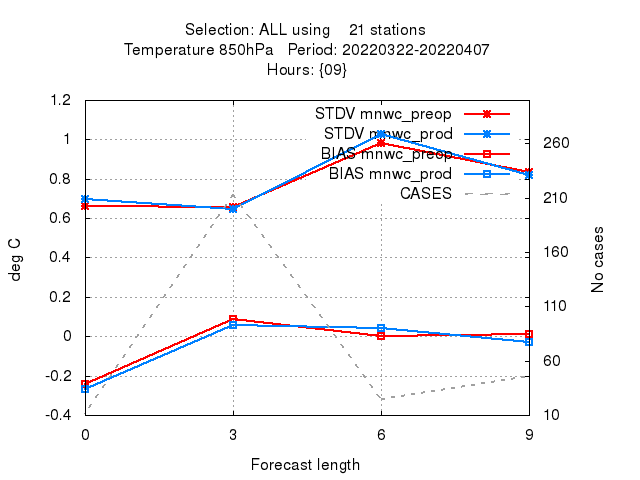 Selection: ALL using    21 stations
Temperature 850hPa   Period: 20220322-20220407
Hours: {09}
STDV mnwc_preop
STDV mnwc_prod
BIAS mnwc_preop
BIAS mnwc_prod
CASES
1.2
1
0.8
0.6
0.4
0.2
0
-0.2
-0.4
deg C
260
210
160
110
60
10
No cases
0 3 6 9
Forecast length